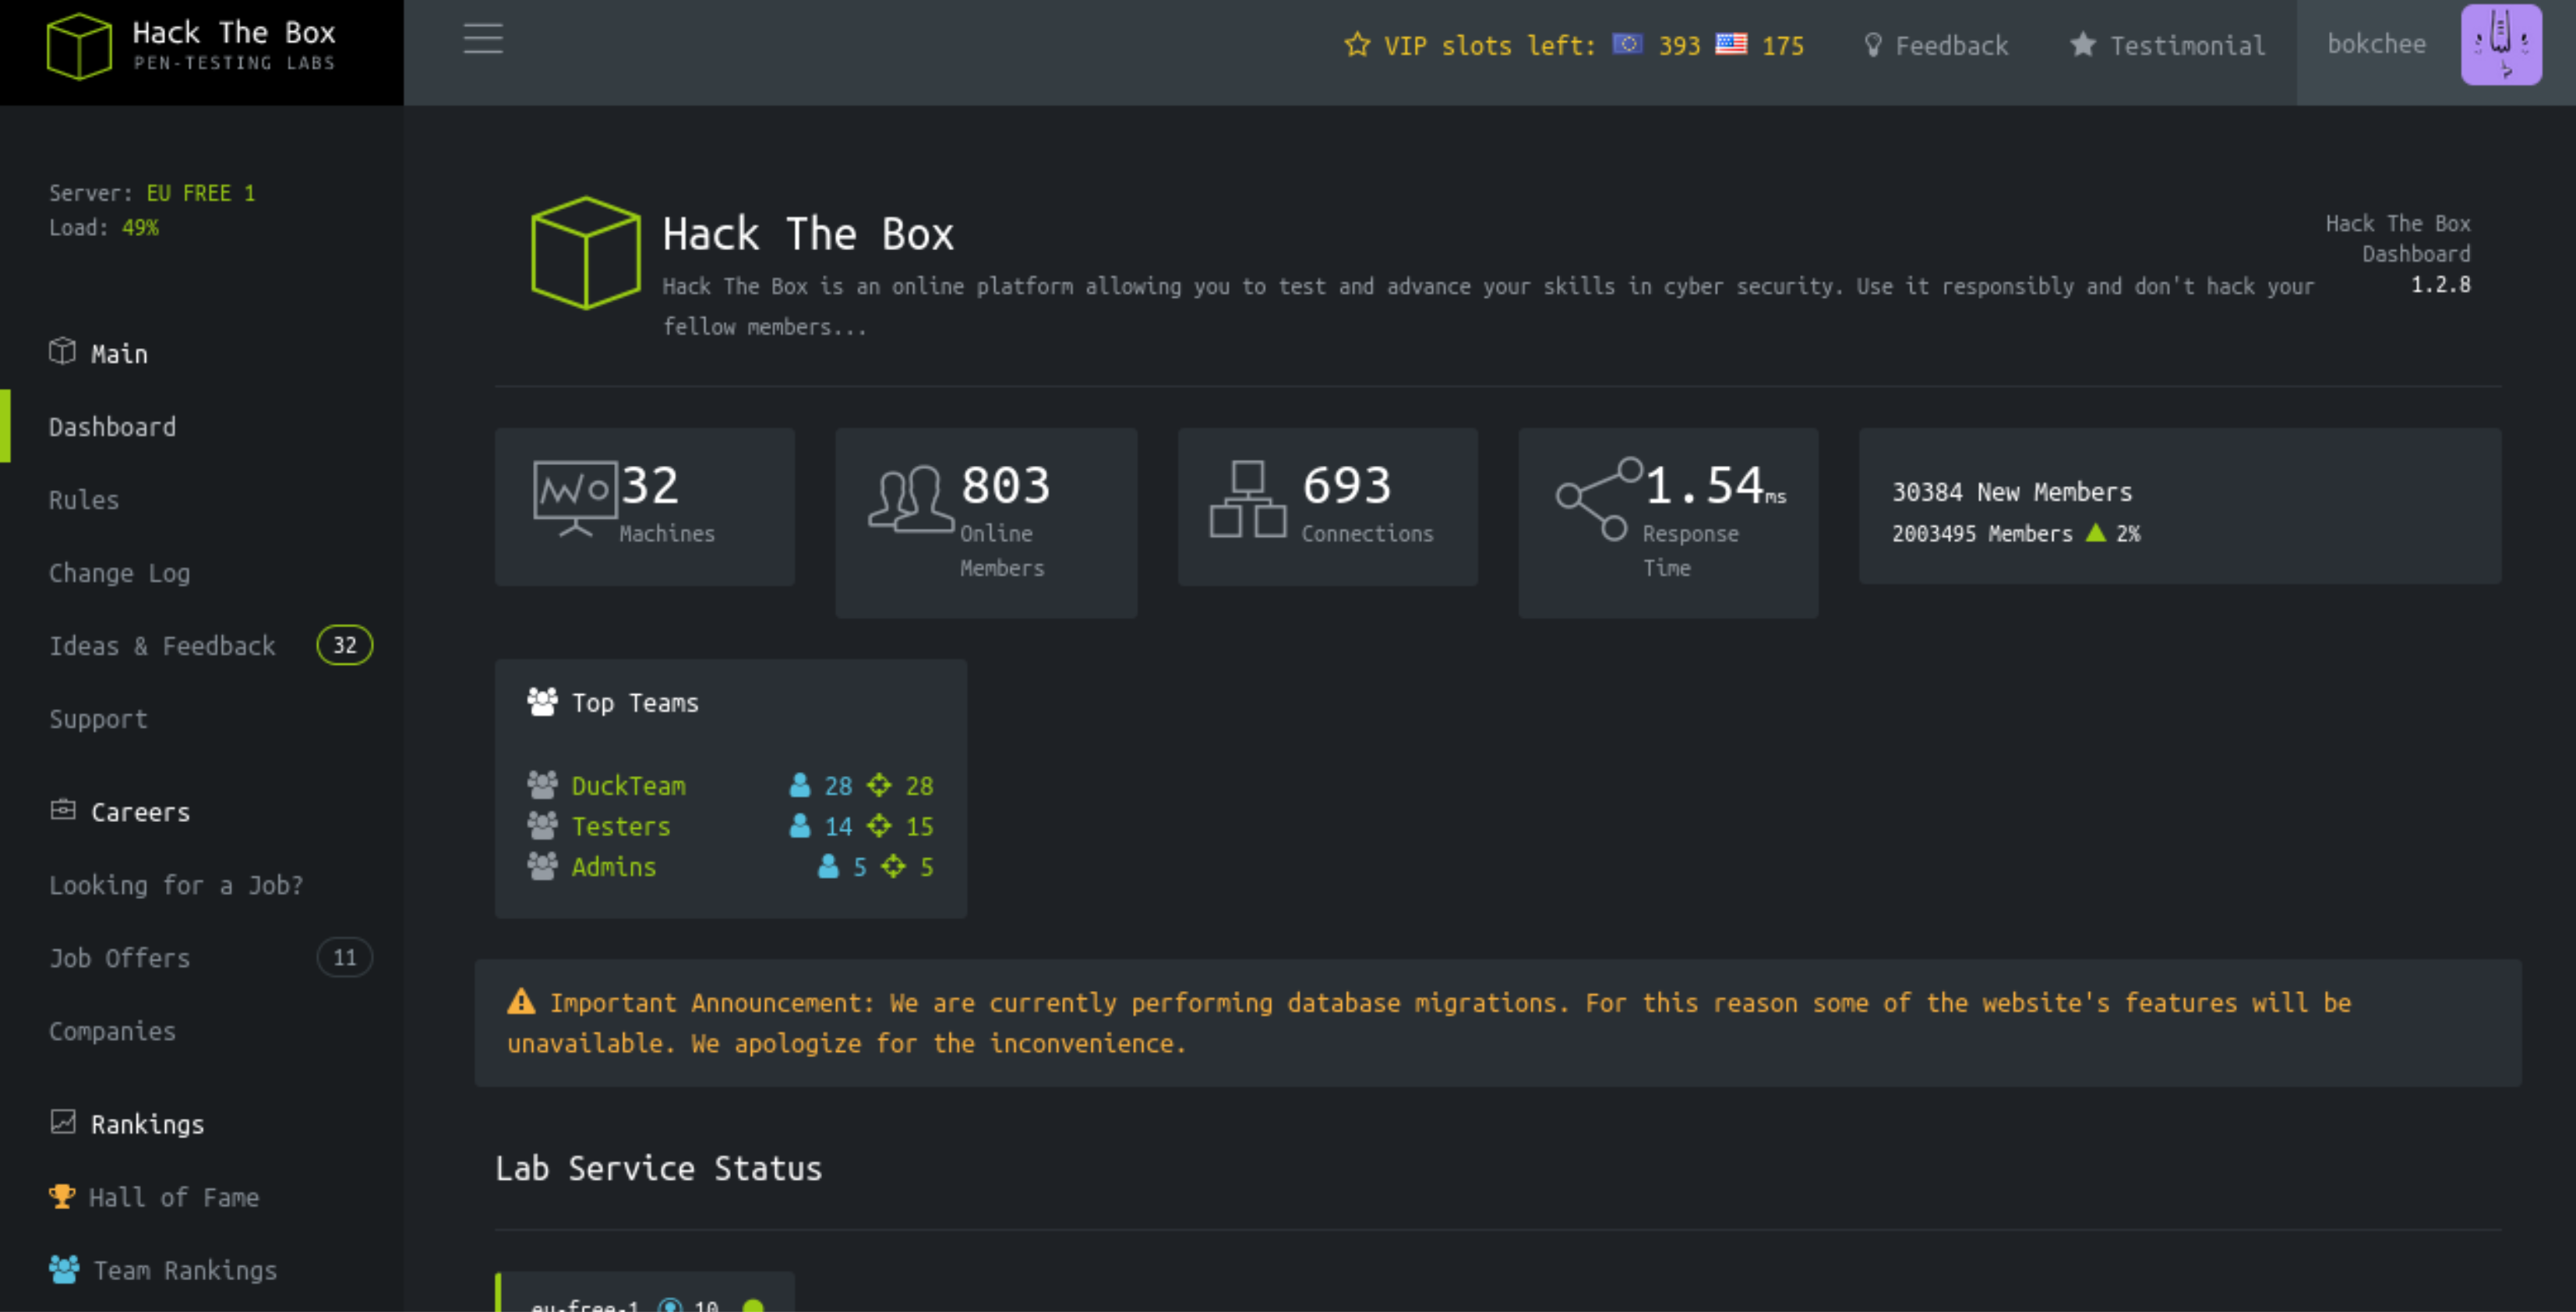 Hack The Box
PEN-TESTING LABS
VIP slots left: 393 175
Feedback
Testimonial
bokchee
Server: EU FREE 1
Load: 49%
Main
Dashboard
Rules
Change Log
Ideas & Feedback 32
Support
Careers
Looking for a Job?
Job Offers 11
Companies
Rankings
Hall of Fame
Team Rankings
Hack The Box
Hack The Box is an online platform allowing you to test and advance your skills in cyber security. Use it responsibly and don't hack your
fellow members...
Hack The Box
Dashboard
1.2.8
32
Machines
803
Online
Members
693
Connections
1.54ms
Response
Time
30384 New Members
2003495 Members 2%
Top Teams
DuckTeam 28 28
Testers 14 15
Admins 5 5
Important Announcement: We are currently performing database migrations. For this reason some of the website's features will be
unavailable. We apologize for the inconvenience.
Lab Service Status
eu-free-1 10